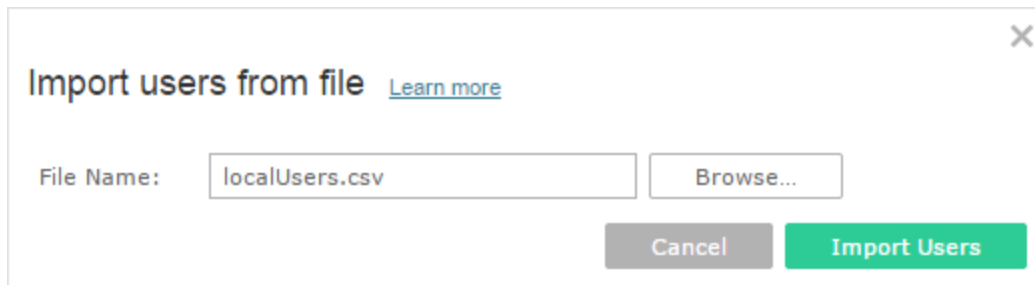 Import users from file Learn more
File Name: localUsers.csv Browse...
Cancel Import Users